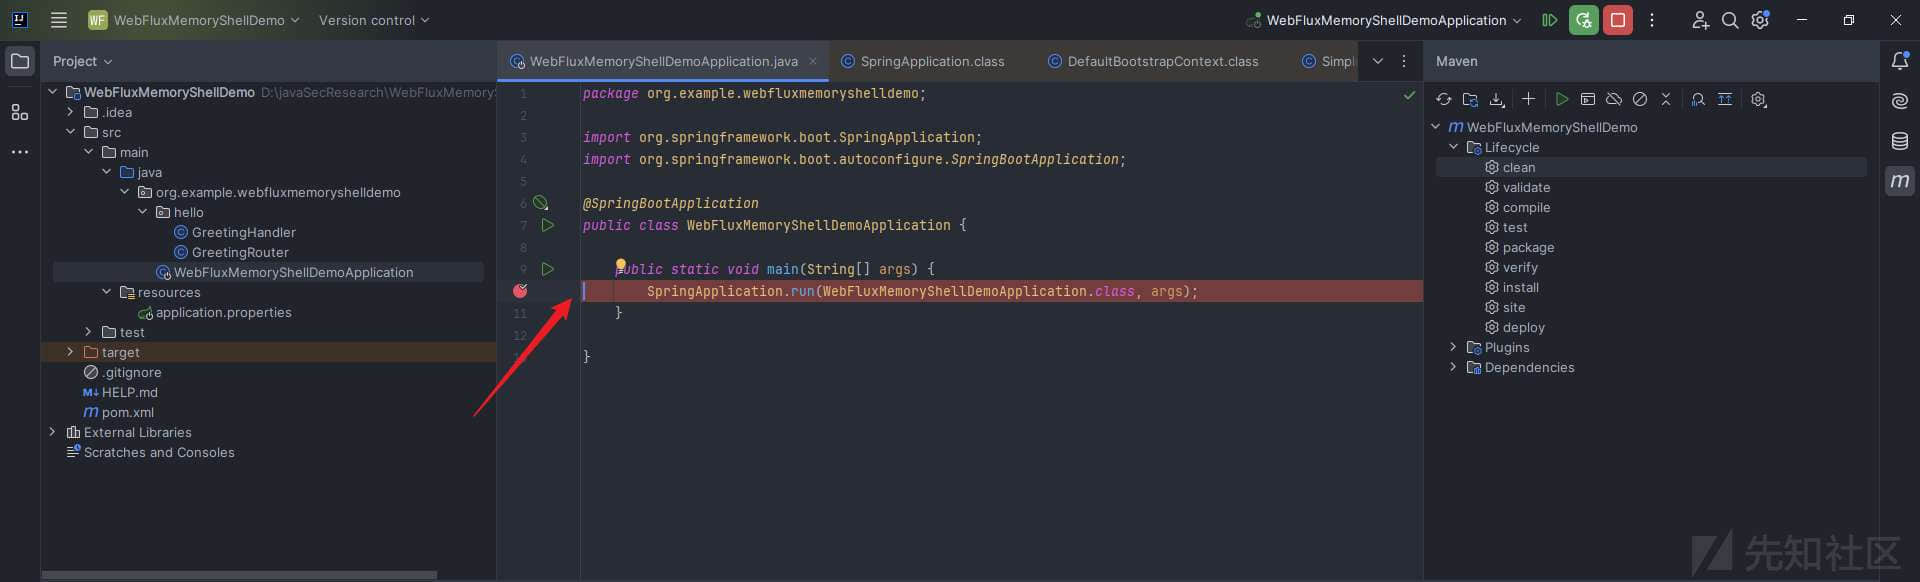 WF WebFluxMemoryShellDemo Version control WebFluxMemoryShellDemoApplication
Project
WebFluxMemoryShellDemo D:\javaSecResearch\WebFluxMemoryS
.idea
src
main
java
org.example.webfluxmemoryshelldemo
hello
GreetingHandler
GreetingRouter
WebFluxMemoryShellDemoApplication
resources
application.properties
test
target
.gitignore
M↓ HELP.md
m pom.xml
External Libraries
Scratches and Consoles
WebFluxMemoryShellDemoApplication.java SpringApplication.class DefaultBootstrapContext.class Simpl
1 package org.example.webfluxmemoryshelldemo;
2
3 import org.springframework.boot.SpringApplication;
4 import org.springframework.boot.autoconfigure.SpringBootApplication;
5
6 @SpringBootApplication
7 public class WebFluxMemoryShellDemoApplication {
8
9 public static void main(String[] args) {
SpringApplication.run(WebFluxMemoryShellDemoApplication.class, args);
11 }
12
}
Maven
m WebFluxMemoryShellDemo
Lifecycle
clean
validate
compile
test
package
verify
install
site
deploy
Plugins
Dependencies
m
先知社区